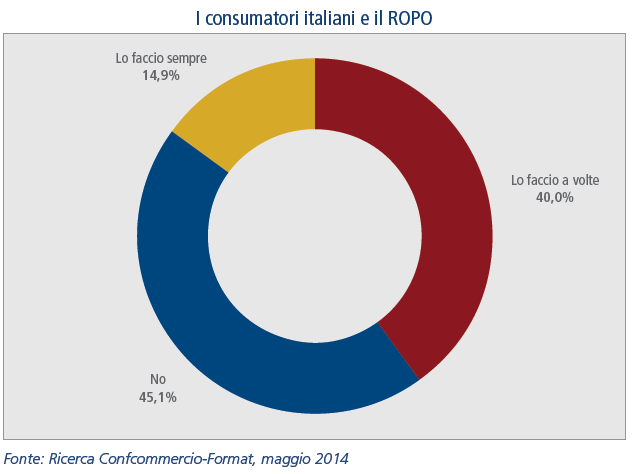 I consumatori italiani e il ROPO
Lo faccio sempre
14,9%
Lo faccio a volte
40,0%
No
45,1%
Fonte: Ricerca Confcommercio-Format, maggio 2014